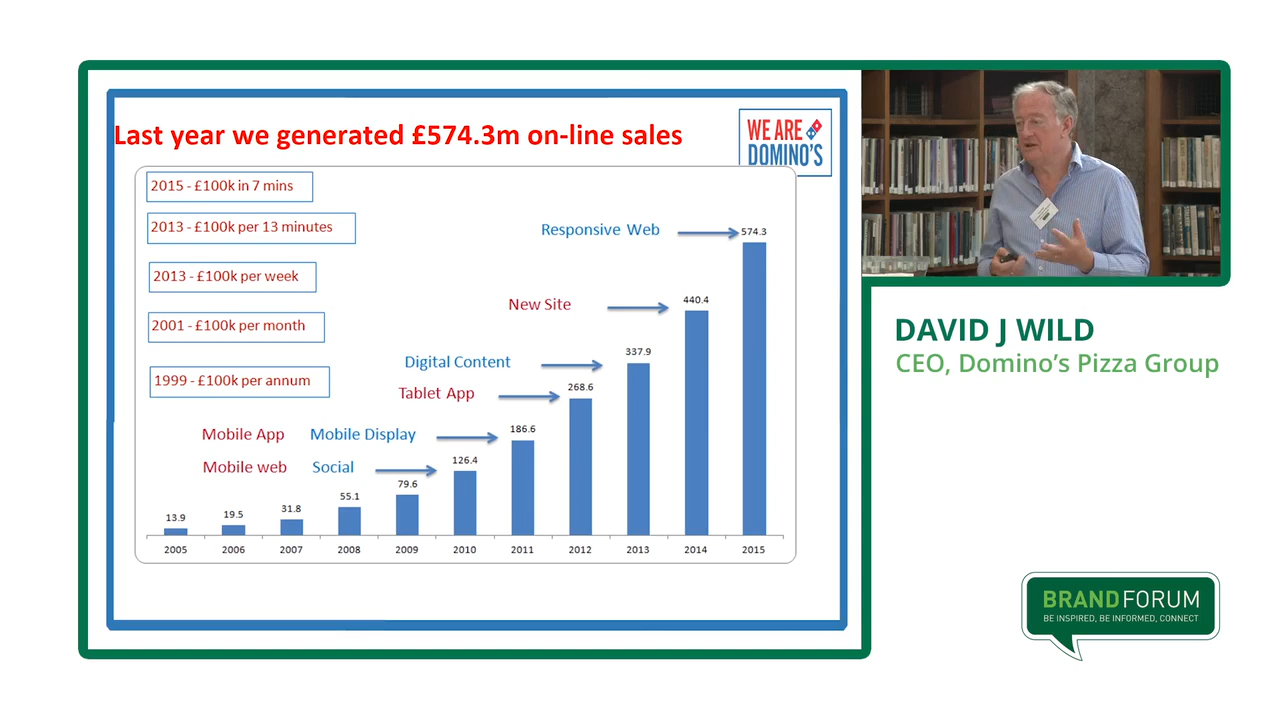 Last year we generated £574.3m on-line sales
WE ARE
DOMINO'S
2015 - £100k in 7 mins
2013 - £100k per 13 minutes
2013 - £100k per week
2001 - £100k per month
1999 - £100k per annum
Responsive Web
New Site
Digital Content
Tablet App
Mobile App Mobile Display
Mobile web Social
13.9
19.5
31.8
55.1
79.6
126.4
186.6
268.6
337.9
440.4
574.3
2005 2006 2007 2008 2009 2010 2011 2012 2013 2014 2015
DAVID J WILD
CEO, Domino’s Pizza Group
BRANDFORUM
BE INSPIRED, BE INFORMED, CONNECT